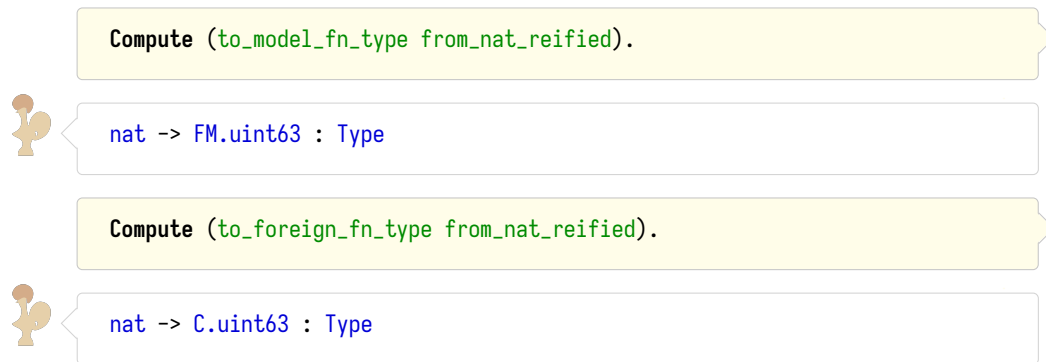 Compute (to_model_fn_type from_nat_reified).
nat -> FM.uint63 : Type
Compute (to_foreign_fn_type from_nat_reified).
nat -> C.uint63 : Type